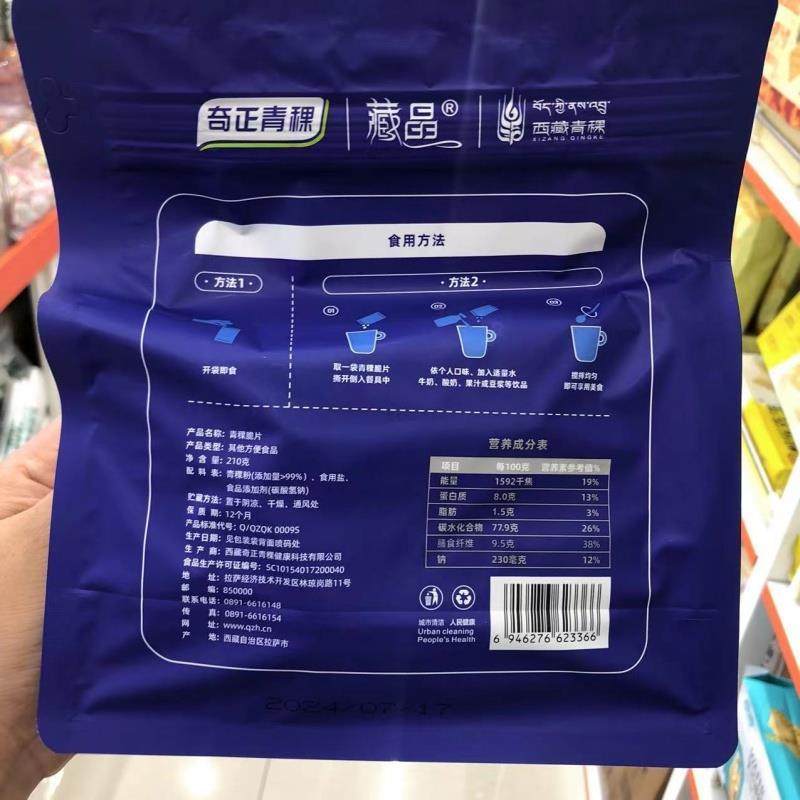 奇正青稞
藏晶®
བོད་ཀྱི་ནས་འབྲུ་
西藏青稞
XIZANG QINGKE
食用方法
·方法1·
·方法2·
01
02
03
开袋即食
取一袋青稞脆片
撕开倒入餐具中
依个人口味、加入适量水
牛奶、酸奶、果汁或豆浆等饮品
搅拌均匀
即可享用美食
产品名称：青稞脆片
产品类型：其他方便食品
净 含 量：210克
配 料 表：青稞粉(添加量>99%）、食用盐、
食品添加剂(碳酸氢钠)
贮藏方法：置于阴凉、干燥、通风处
保 质 期：12个月
产品标准代号：Q/QZQK 0009S
生产日期：见包装袋背面喷码处
生 产 商：西藏奇正青稞健康科技有限公司
食品生产许可证编号：SC10154017200040
地 址：拉萨经济技术开发区林琼岗路11号
邮 编：850000
联系电话：0891-6616148
传 真：0891-6616154
网 址：www.qzh.cn
产 地：西藏自治区拉萨市
营养成分表
项目 每100克 营养素参考值%
能量 1592千焦 19%
蛋白质 8.0克 13%
脂肪 1.5克 3%
碳水化合物 77.9克 26%
膳食纤维 9.5克 38%
钠 230毫克 12%
城市清洁 人民健康
Urban cleaning
People's Health
6 946276 623366
2024/07/17